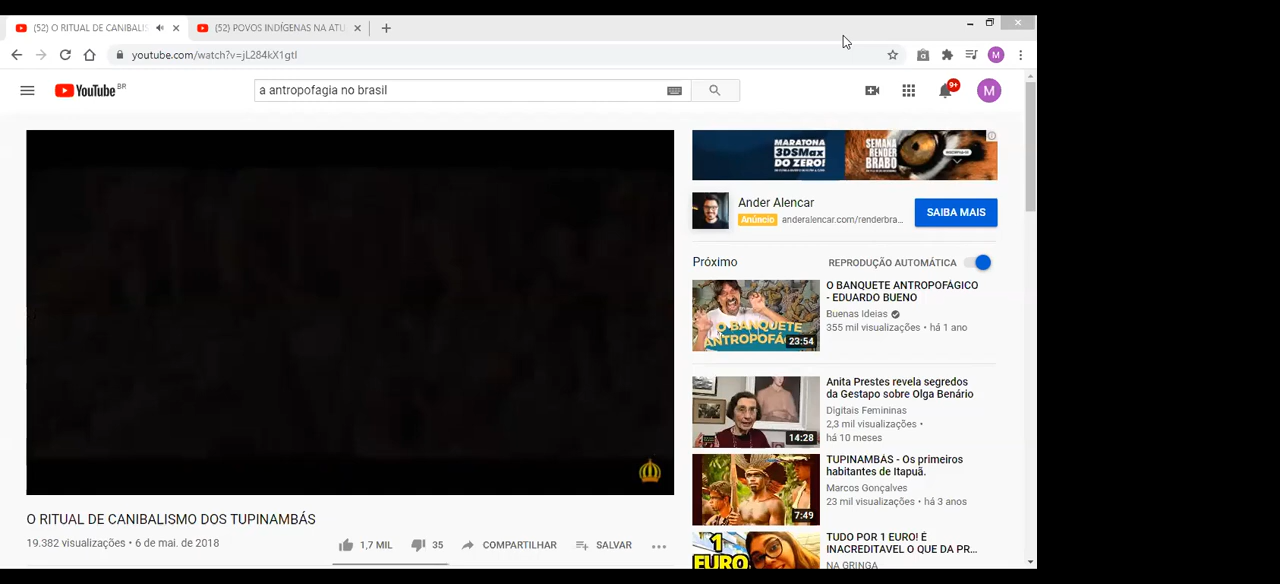 (52) O RITUAL DE CANIBALIS
(52) POVOS INDÍGENAS NA ATU
youtube.com/watch?v=jL284kX1gtI
M
YouTube BR
a antropofagia no brasil
9+
M
MARATONA
3DSMax
DO ZERO!
SEMANA
RENDER
BRABO
Ander Alencar
Anúncio anderalencar.com/renderbra...
SAIBA MAIS
Próximo
REPRODUÇÃO AUTOMÁTICA
O BANQUETE
ANTROPOFÁ
23:54
O BANQUETE ANTROPOFÁGICO
- EDUARDO BUENO
Buenas Ideias
355 mil visualizações • há 1 ano
14:28
Anita Prestes revela segredos
da Gestapo sobre Olga Benário
Digitais Femininas
2,3 mil visualizações •
há 10 meses
7:49
TUPINAMBÁS - Os primeiros
habitantes de Itapuã.
Marcos Gonçalves
23 mil visualizações • há 3 anos
1
EURO
TUDO POR 1 EURO! É
INACREDITAVEL O QUE DA PR...
NA GRINGA
O RITUAL DE CANIBALISMO DOS TUPINAMBÁS
19.382 visualizações • 6 de mai. de 2018
1,7 MIL
35
COMPARTILHAR
SALVAR